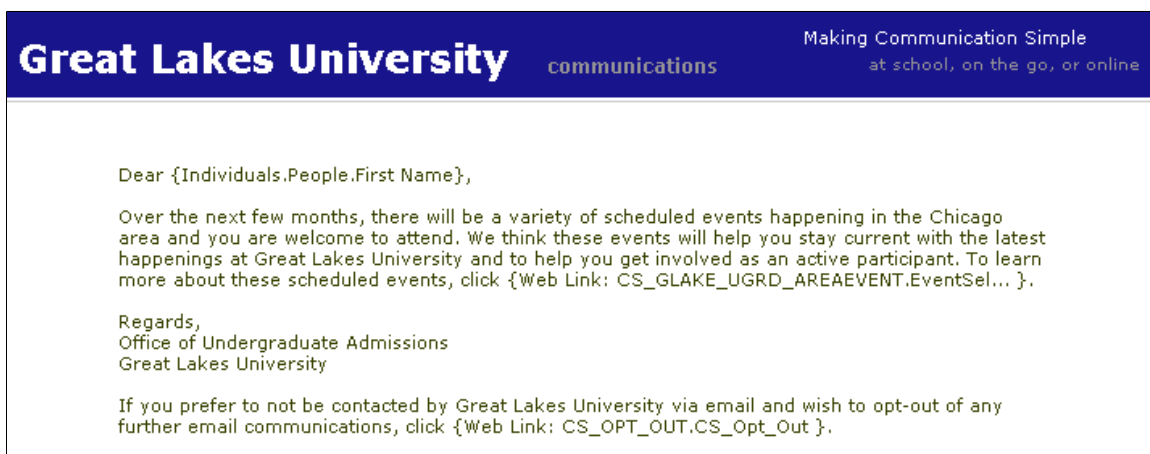 Great Lakes University communications
Making Communication Simple
at school, on the go, or online
Dear {Individuals.People.First Name},
Over the next few months, there will be a variety of scheduled events happening in the Chicago
area and you are welcome to attend. We think these events will help you stay current with the latest
happenings at Great Lakes University and to help you get involved as an active participant. To learn
more about these scheduled events, click {Web Link: CS_GLAKE_UGRD_AREAEVENT.EventSel... }.
Regards,
Office of Undergraduate Admissions
Great Lakes University
If you prefer to not be contacted by Great Lakes University via email and wish to opt-out of any
further email communications, click {Web Link: CS_OPT_OUT.CS_Opt_Out }.